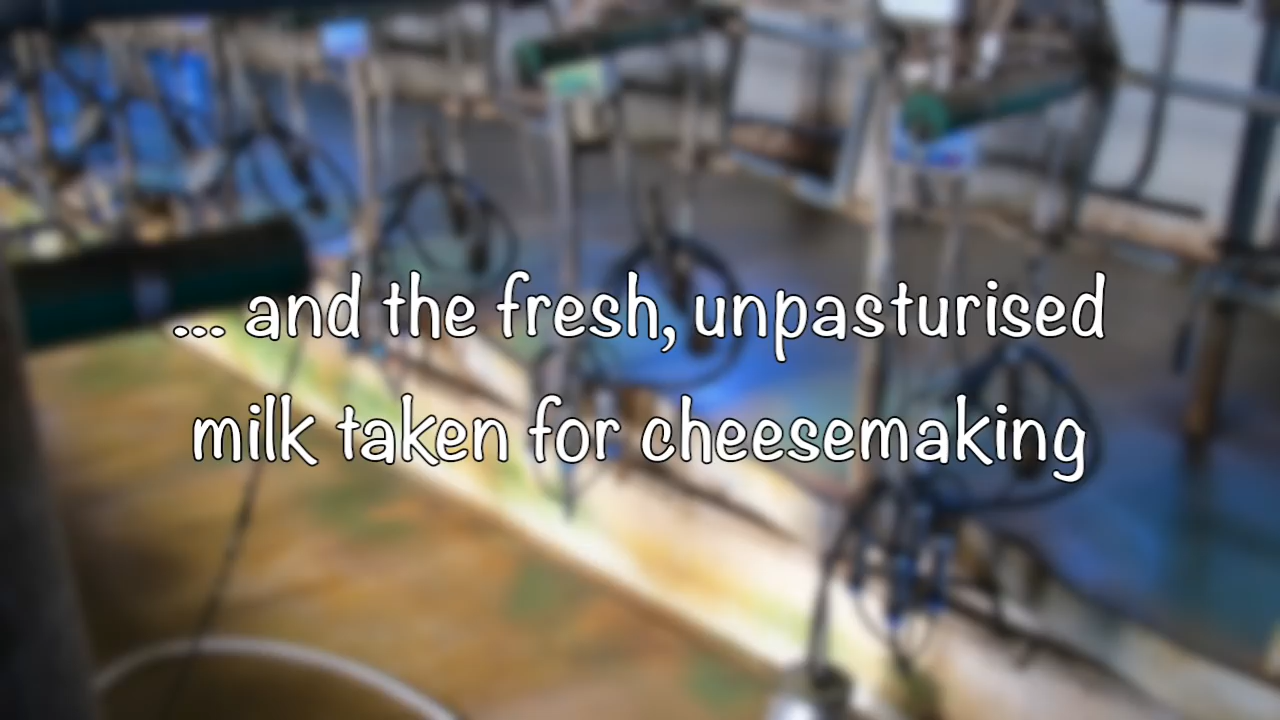 ... and the fresh, unpasturised
milk taken for cheesemaking